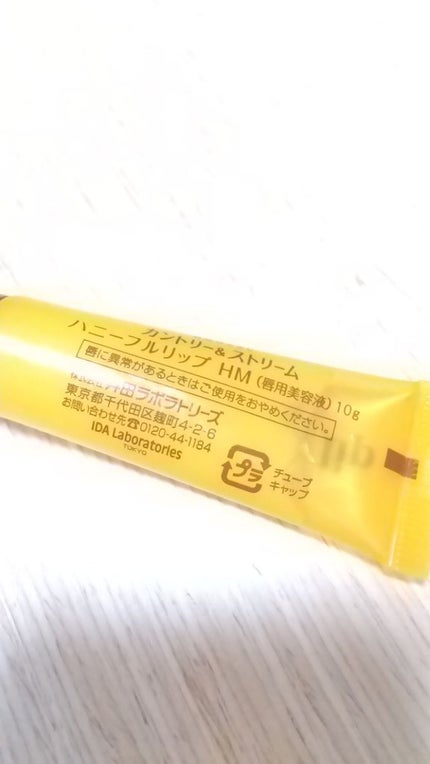 カントリー&ストリーム
ハニーフルリップ HM (唇用美容液) 10g
唇に異常があるときはご使用をおやめください。
株式会社井田ラボラトリーズ
東京都千代田区麹町4-2-6
お問い合わせ先☎0120-44-1184
IDA Laboratories
TOKYO
プラ
チューブ
キャップ